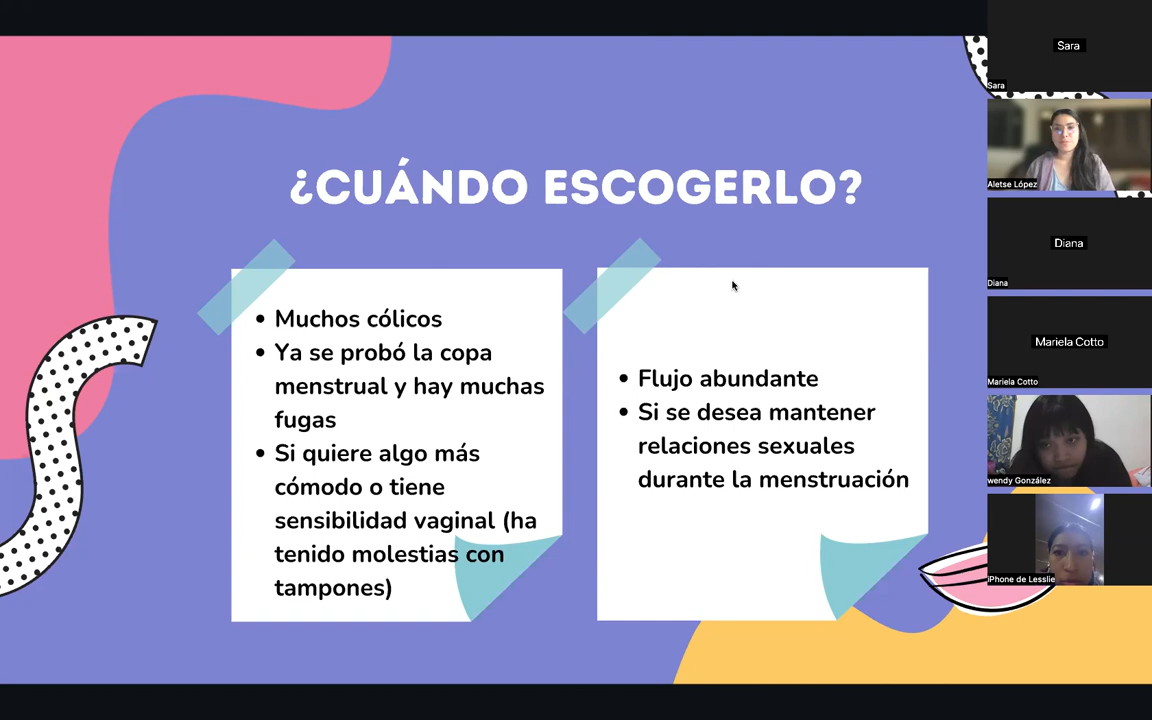 ¿CUÁNDO ESCOGERLO?
• Muchos cólicos
• Ya se probó la copa
menstrual y hay muchas
fugas
• Si quiere algo más
cómodo o tiene
sensibilidad vaginal (ha
tenido molestias con
tampones)
• Flujo abundante
• Si se desea mantener
relaciones sexuales
durante la menstruación
Sara
Sara
Aletse López
Diana
Diana
Mariela Cotto
Mariela Cotto
wendy González
iPhone de Lesslie